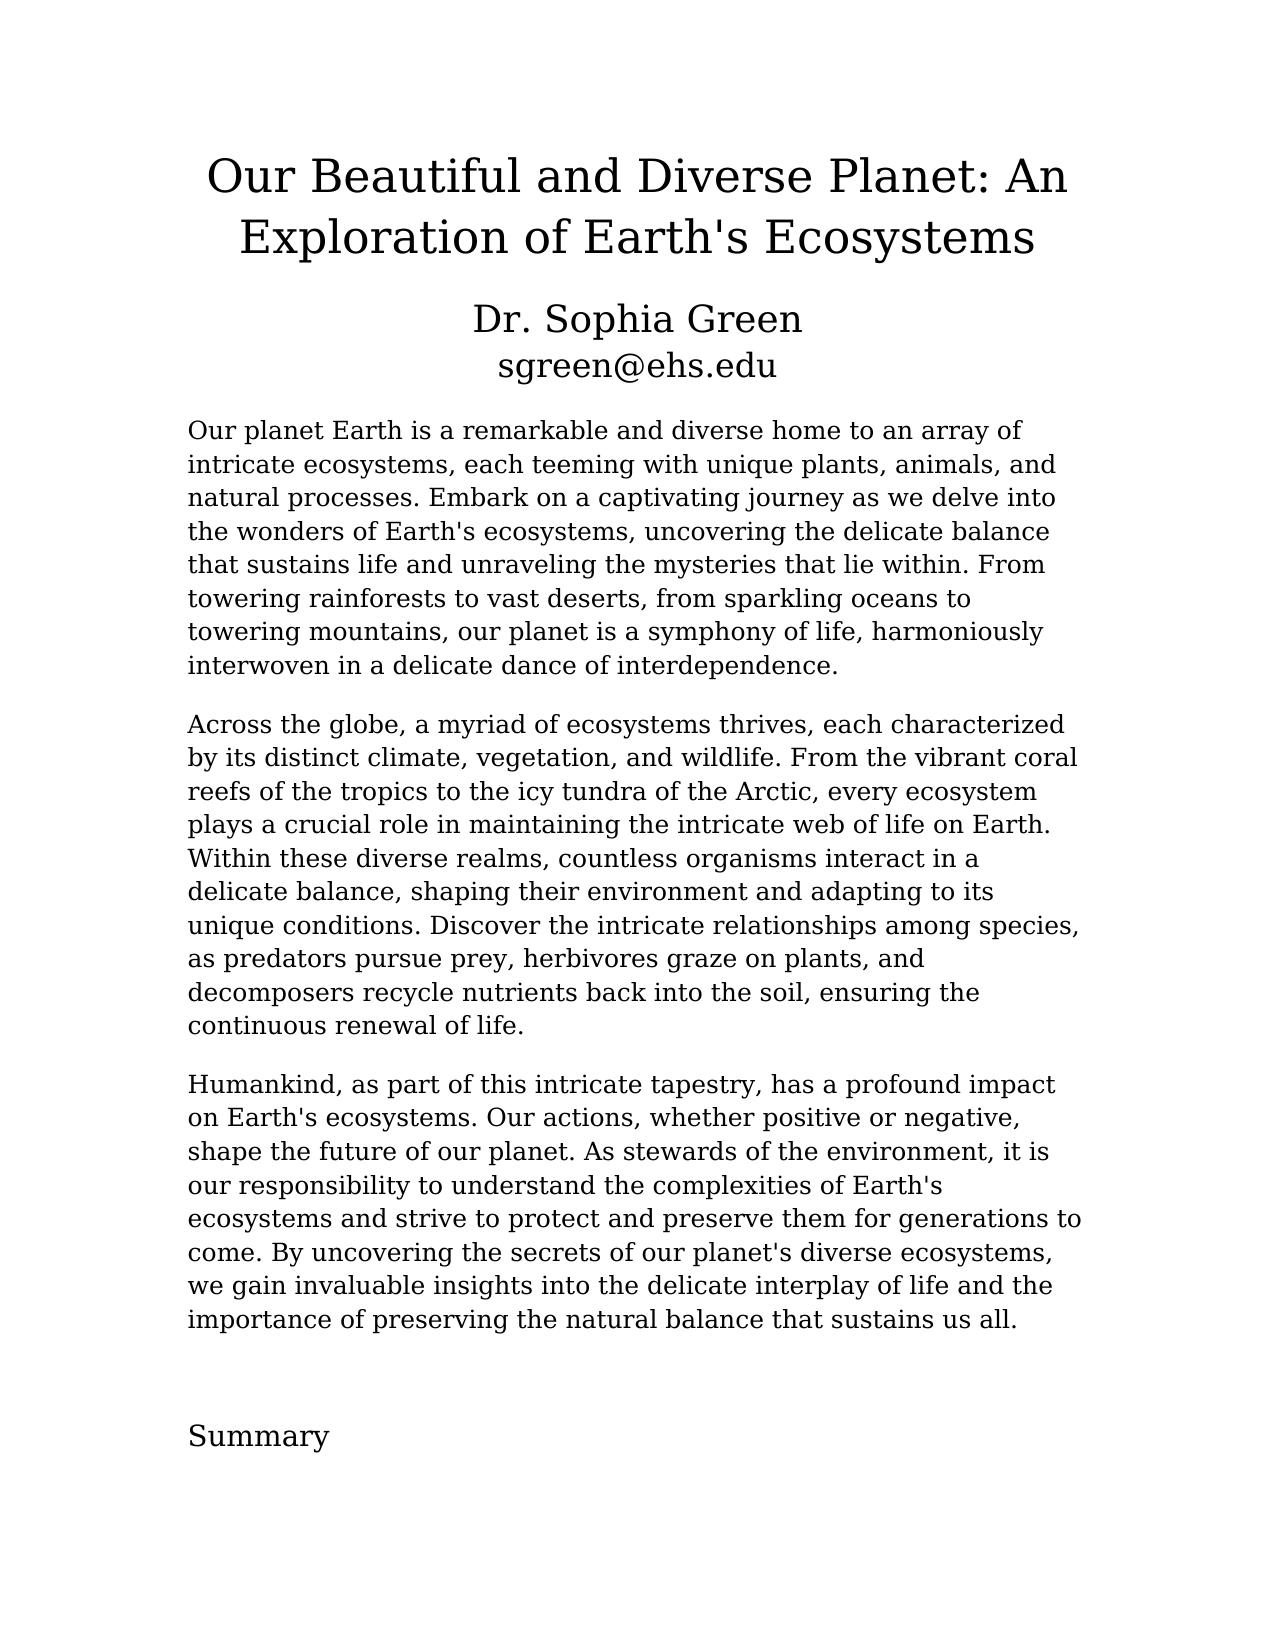 Our Beautiful and Diverse Planet: An
Exploration of Earth's Ecosystems
Dr. Sophia Green
sgreen@ehs.edu
Our planet Earth is a remarkable and diverse home to an array of
intricate ecosystems, each teeming with unique plants, animals, and
natural processes. Embark on a captivating journey as we delve into
the wonders of Earth's ecosystems, uncovering the delicate balance
that sustains life and unraveling the mysteries that lie within. From
towering rainforests to vast deserts, from sparkling oceans to
towering mountains, our planet is a symphony of life, harmoniously
interwoven in a delicate dance of interdependence.
Across the globe, a myriad of ecosystems thrives, each characterized
by its distinct climate, vegetation, and wildlife. From the vibrant coral
reefs of the tropics to the icy tundra of the Arctic, every ecosystem
plays a crucial role in maintaining the intricate web of life on Earth.
Within these diverse realms, countless organisms interact in a
delicate balance, shaping their environment and adapting to its
unique conditions. Discover the intricate relationships among species,
as predators pursue prey, herbivores graze on plants, and
decomposers recycle nutrients back into the soil, ensuring the
continuous renewal of life.
Humankind, as part of this intricate tapestry, has a profound impact
on Earth's ecosystems. Our actions, whether positive or negative,
shape the future of our planet. As stewards of the environment, it is
our responsibility to understand the complexities of Earth's
ecosystems and strive to protect and preserve them for generations to
come. By uncovering the secrets of our planet's diverse ecosystems,
we gain invaluable insights into the delicate interplay of life and the
importance of preserving the natural balance that sustains us all.
Summary